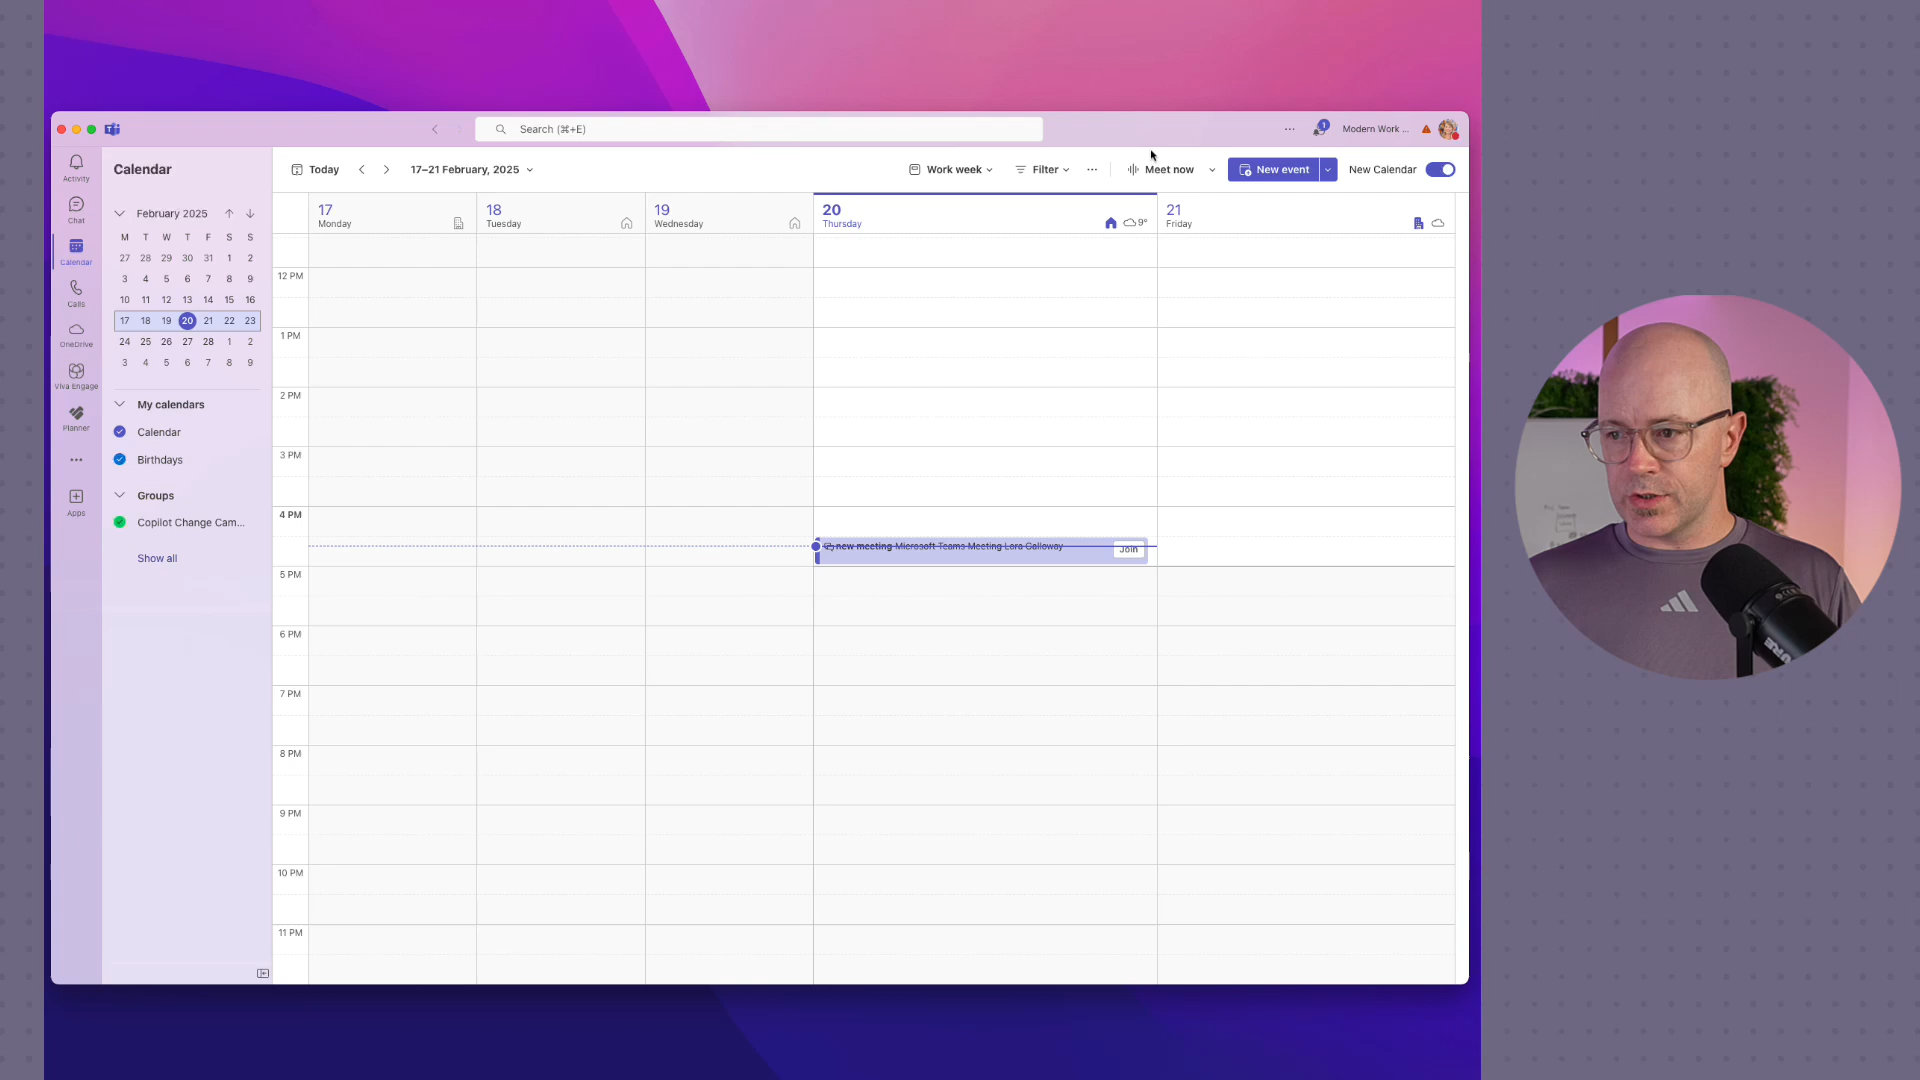 Search (⌘+E)
1
Modern Work ...
Activity
Chat
Calendar
Calls
OneDrive
Viva Engage
Planner
Apps
Calendar
February 2025
M T W T F S S
27 28 29 30 31 1 2
3 4 5 6 7 8 9
10 11 12 13 14 15 16
17 18 19 20 21 22 23
24 25 26 27 28 1 2
3 4 5 6 7 8 9
My calendars
Calendar
Birthdays
Groups
Copilot Change Cam...
Show all
Today
17–21 February, 2025
Work week
Filter
Meet now
New event
New Calendar
17
Monday
18
Tuesday
19
Wednesday
20
Thursday
9°
21
Friday
12 PM
1 PM
2 PM
3 PM
4 PM
new meeting Microsoft Teams Meeting Lara Galloway
Join
5 PM
6 PM
7 PM
8 PM
9 PM
10 PM
11 PM